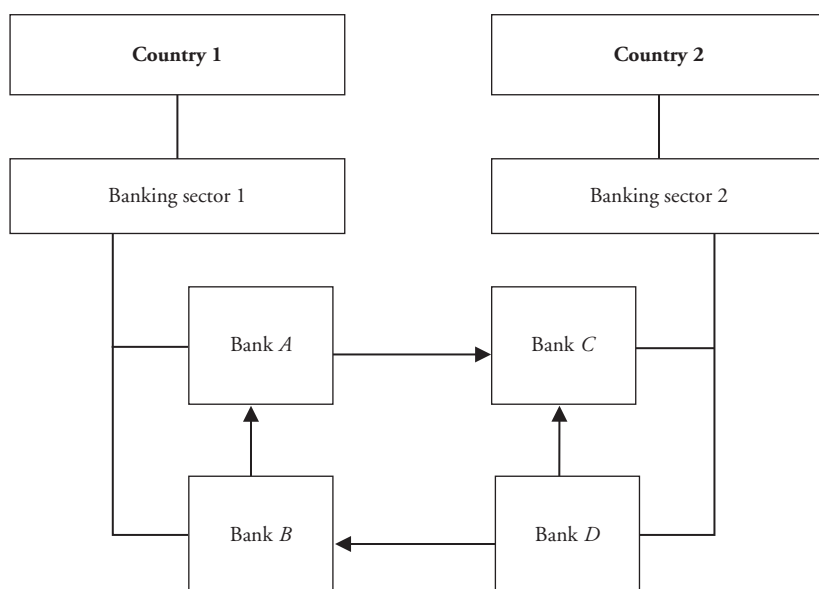 Country 1
Country 2
Banking sector 1
Banking sector 2
Bank A
Bank C
Bank B
Bank D